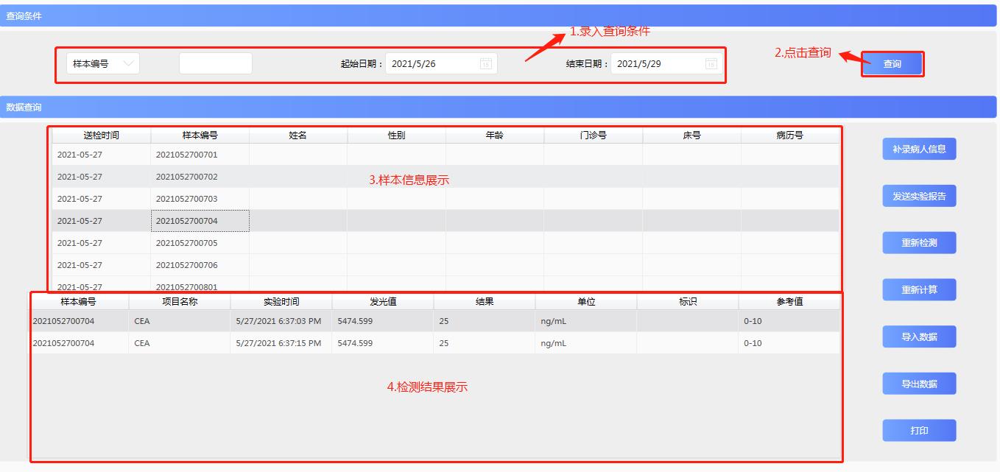 查询条件
1.录入查询条件
样本编号 起始日期： 2021/5/26 15 结束日期： 2021/5/29 15 2.点击查询 查询
数据查询
送检时间 样本编号 姓名 性别 年龄 门诊号 床号 病历号
2021-05-27 2021052700701 补录病人信息
2021-05-27 2021052700702 3.样本信息展示
2021-05-27 2021052700703 发送实验报告
2021-05-27 2021052700704
2021-05-27 2021052700705 重新检测
2021-05-27 2021052700706
2021-05-27 2021052700801 重新计算
样本编号 项目名称 实验时间 发光值 结果 单位 标识 参考值
2021052700704 CEA 5/27/2021 6:37:03 PM 5474.599 25 ng/mL 0-10
2021052700704 CEA 5/27/2021 6:37:15 PM 5474.599 25 ng/mL 0-10
导入数据
4.检测结果展示 导出数据
打印